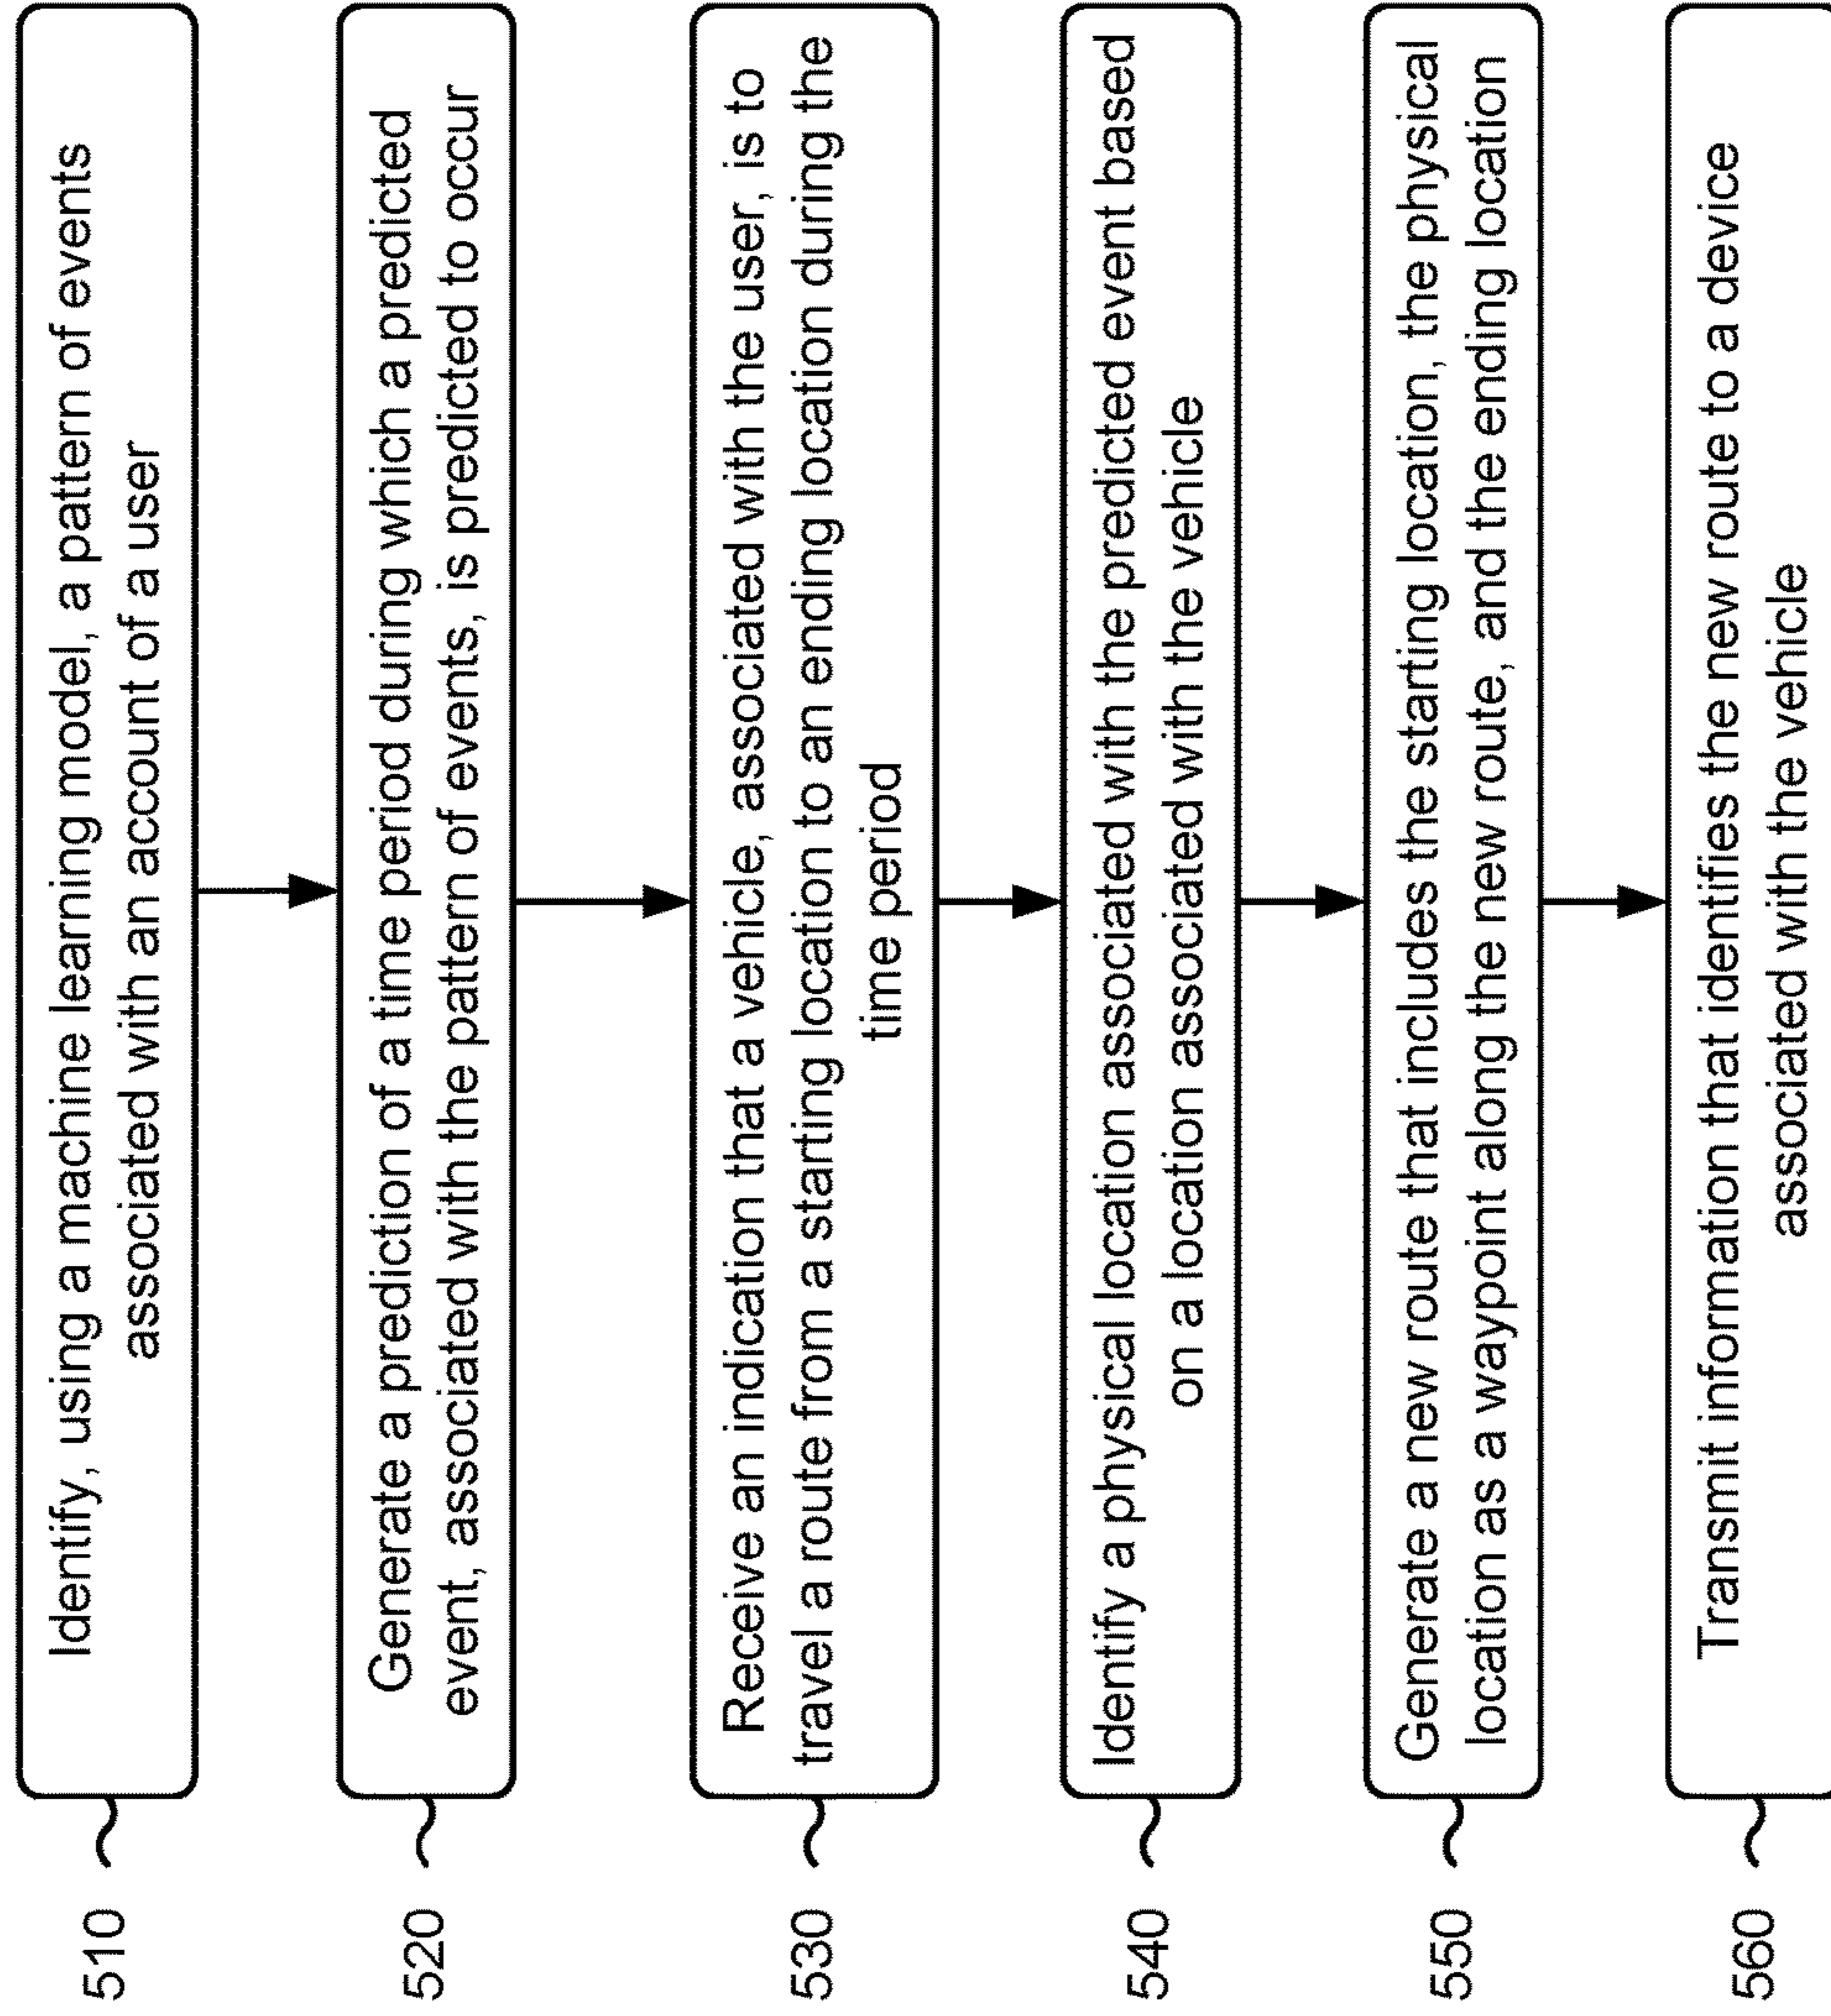 510
Identify, using a machine learning model, a pattern of events
associated with an account of a user
520
Generate a prediction of a time period during which a predicted
event, associated with the pattern of events, is predicted to occur
530
Receive an indication that a vehicle, associated with the user, is to
travel a route from a starting location to an ending location during the
time period
540
Identify a physical location associated with the predicted event based
on a location associated with the vehicle
550
Generate a new route that includes the starting location, the physical
location as a waypoint along the new route, and the ending location
560
Transmit information that identifies the new route to a device
associated with the vehicle